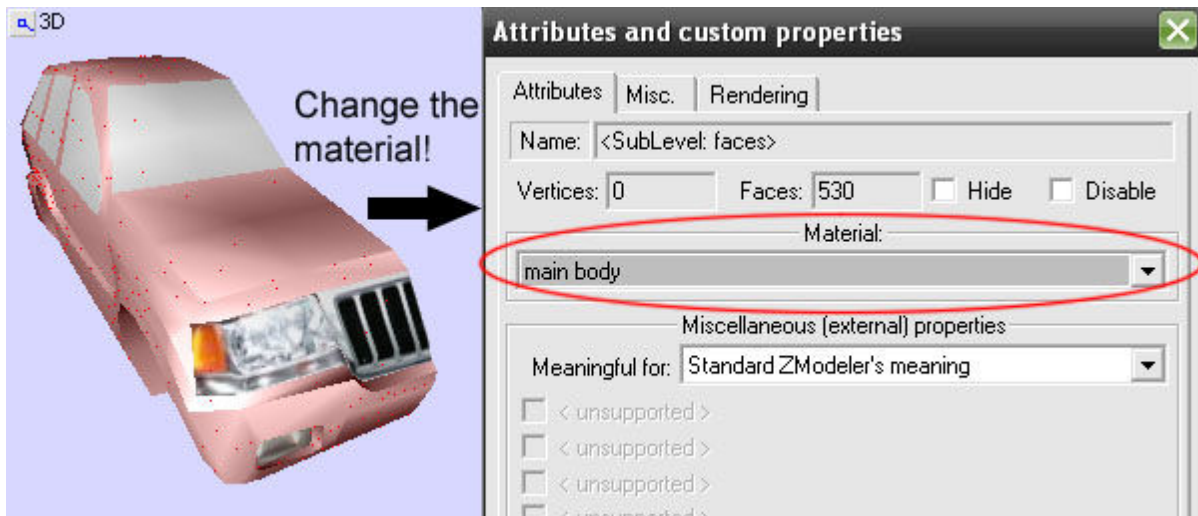 3D
Change the
material!
Attributes and custom properties
Attributes Misc. Rendering
Name: <SubLevel: faces>
Vertices: 0 Faces: 530 Hide Disable
Material:
main body
Miscellaneous (external) properties
Meaningful for: Standard ZModeler's meaning
< unsupported >
< unsupported >
< unsupported >
< unsupported >